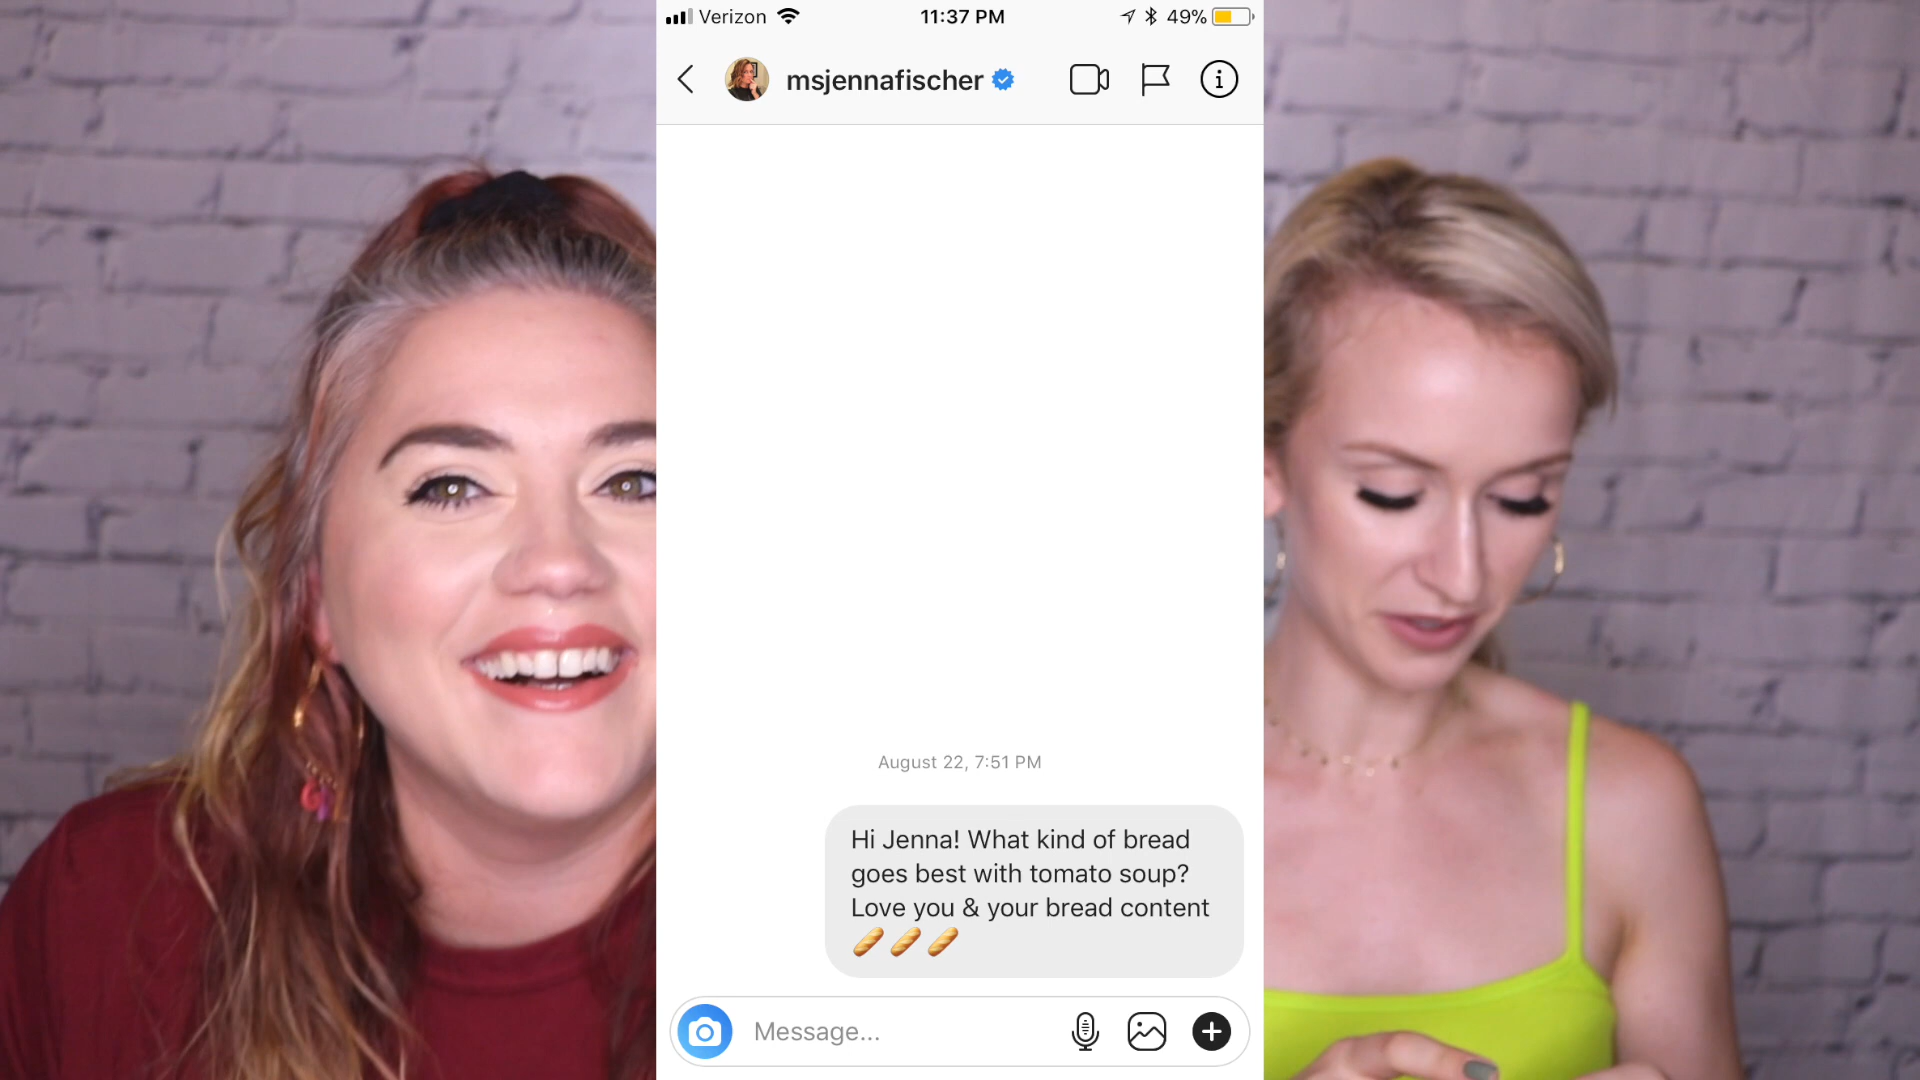 Verizon 11:37 PM 49%
msjennafischer
August 22, 7:51 PM
Hi Jenna! What kind of bread
goes best with tomato soup?
Love you & your bread content
🥖🥖🥖
Message...